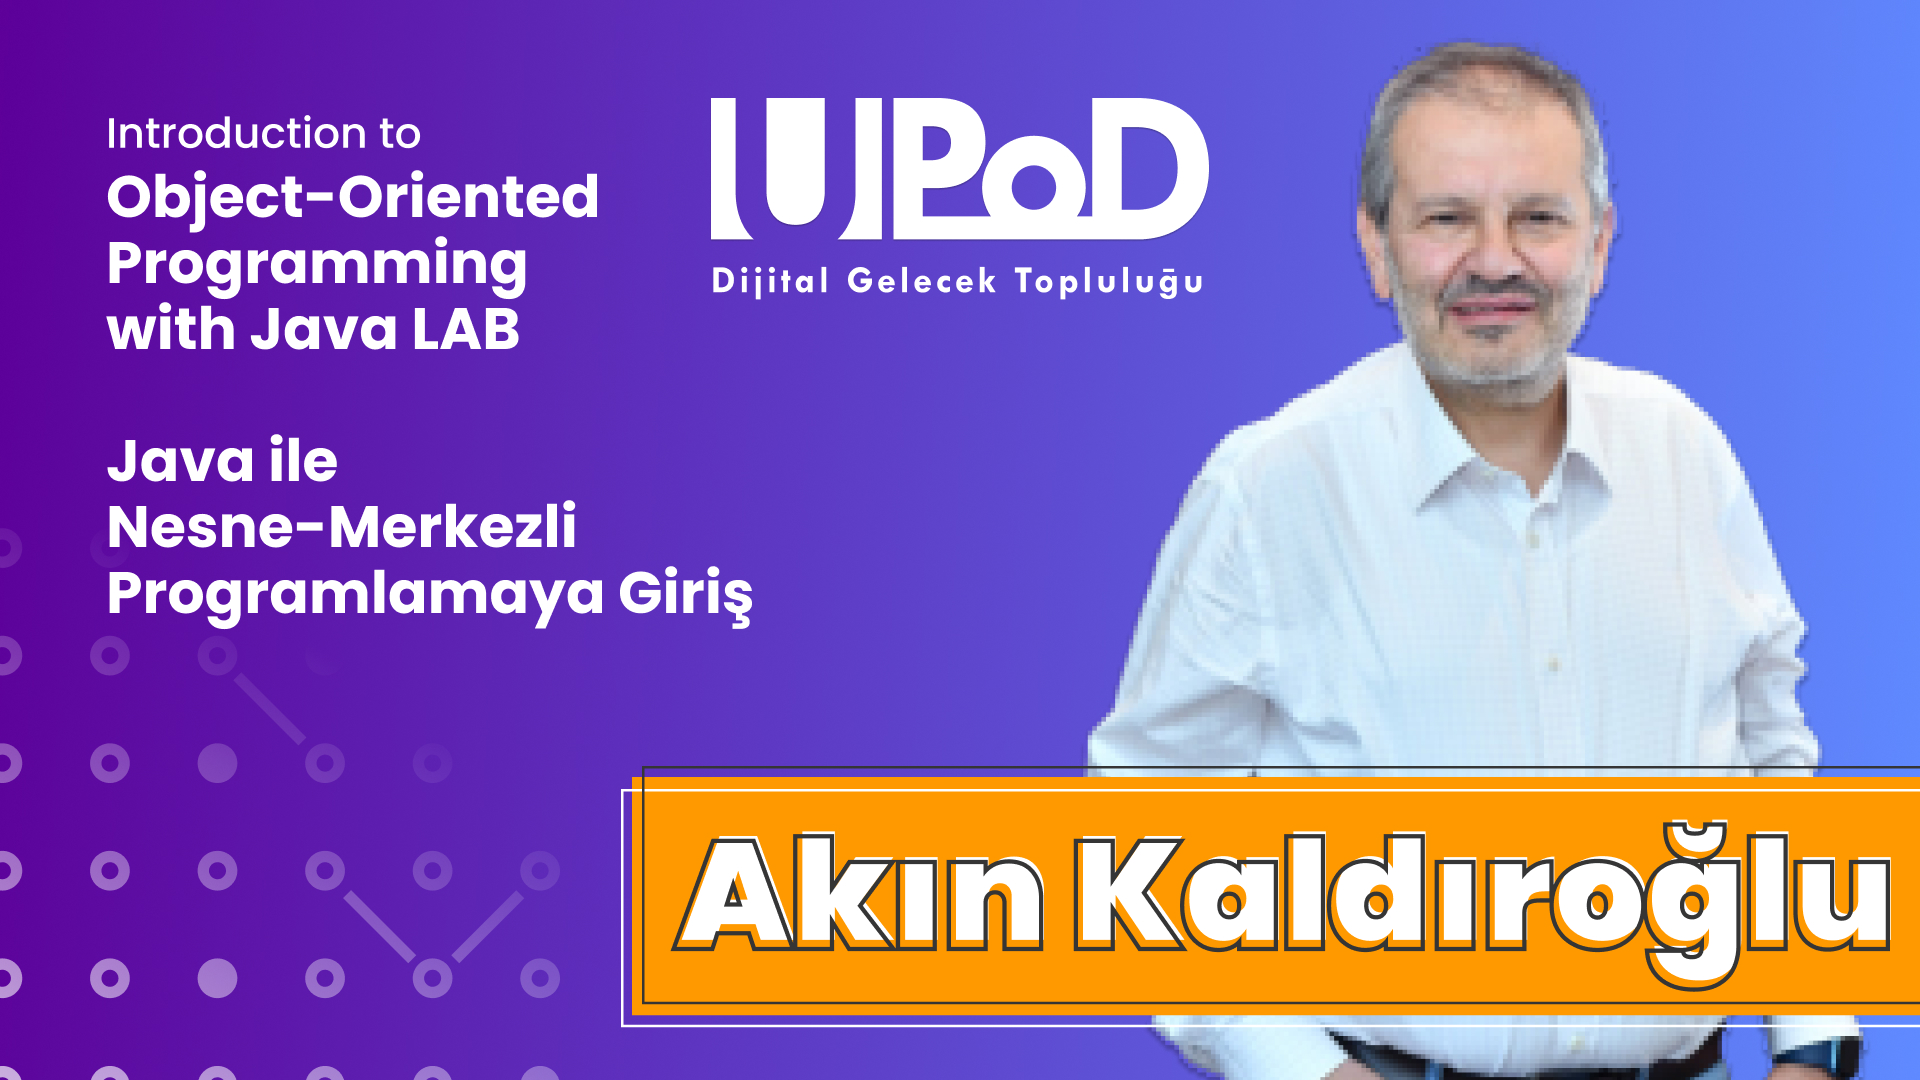 Introduction to
Object-Oriented
Programming
with Java LAB
Java ile
Nesne-Merkezli
Programlamaya Giriş
UPoD
Dijital Gelecek Topluluğu
Akın Kaldıroğlu